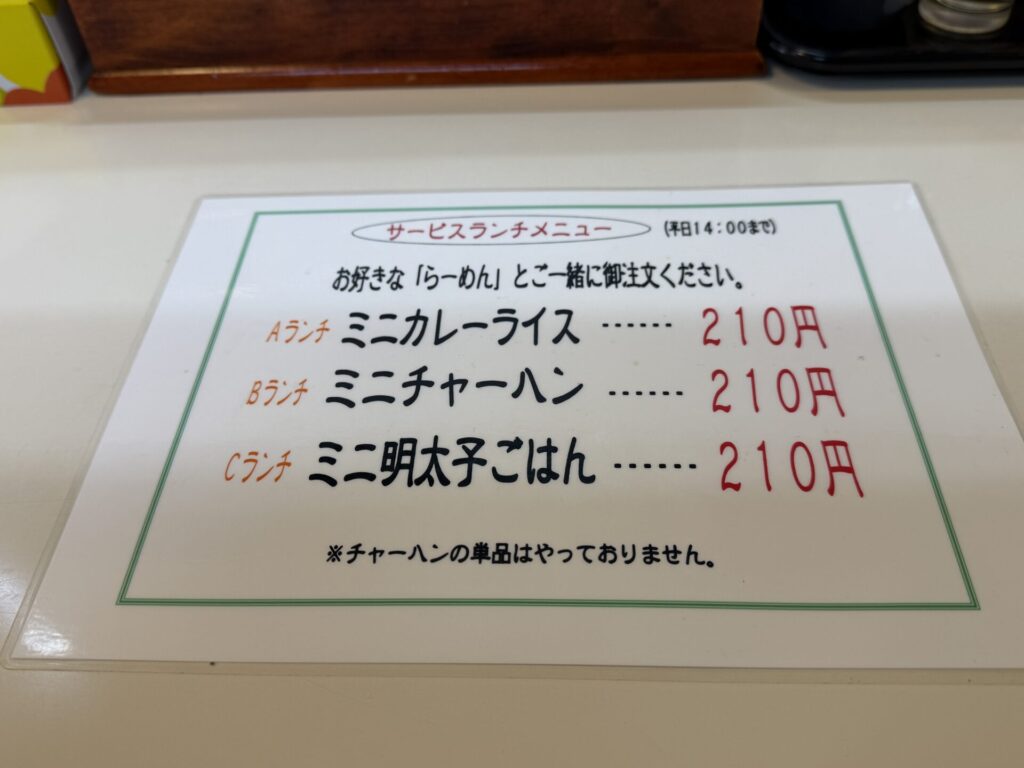 サービスランチメニュー (平日14:00まで)
お好きな「らーめん」とご一緒に御注文ください。
Aランチ ミニカレーライス ‥‥‥ 210円
Bランチ ミニチャーハン ‥‥‥ 210円
Cランチ ミニ明太子ごはん ‥‥‥ 210円
※チャーハンの単品はやっておりません。